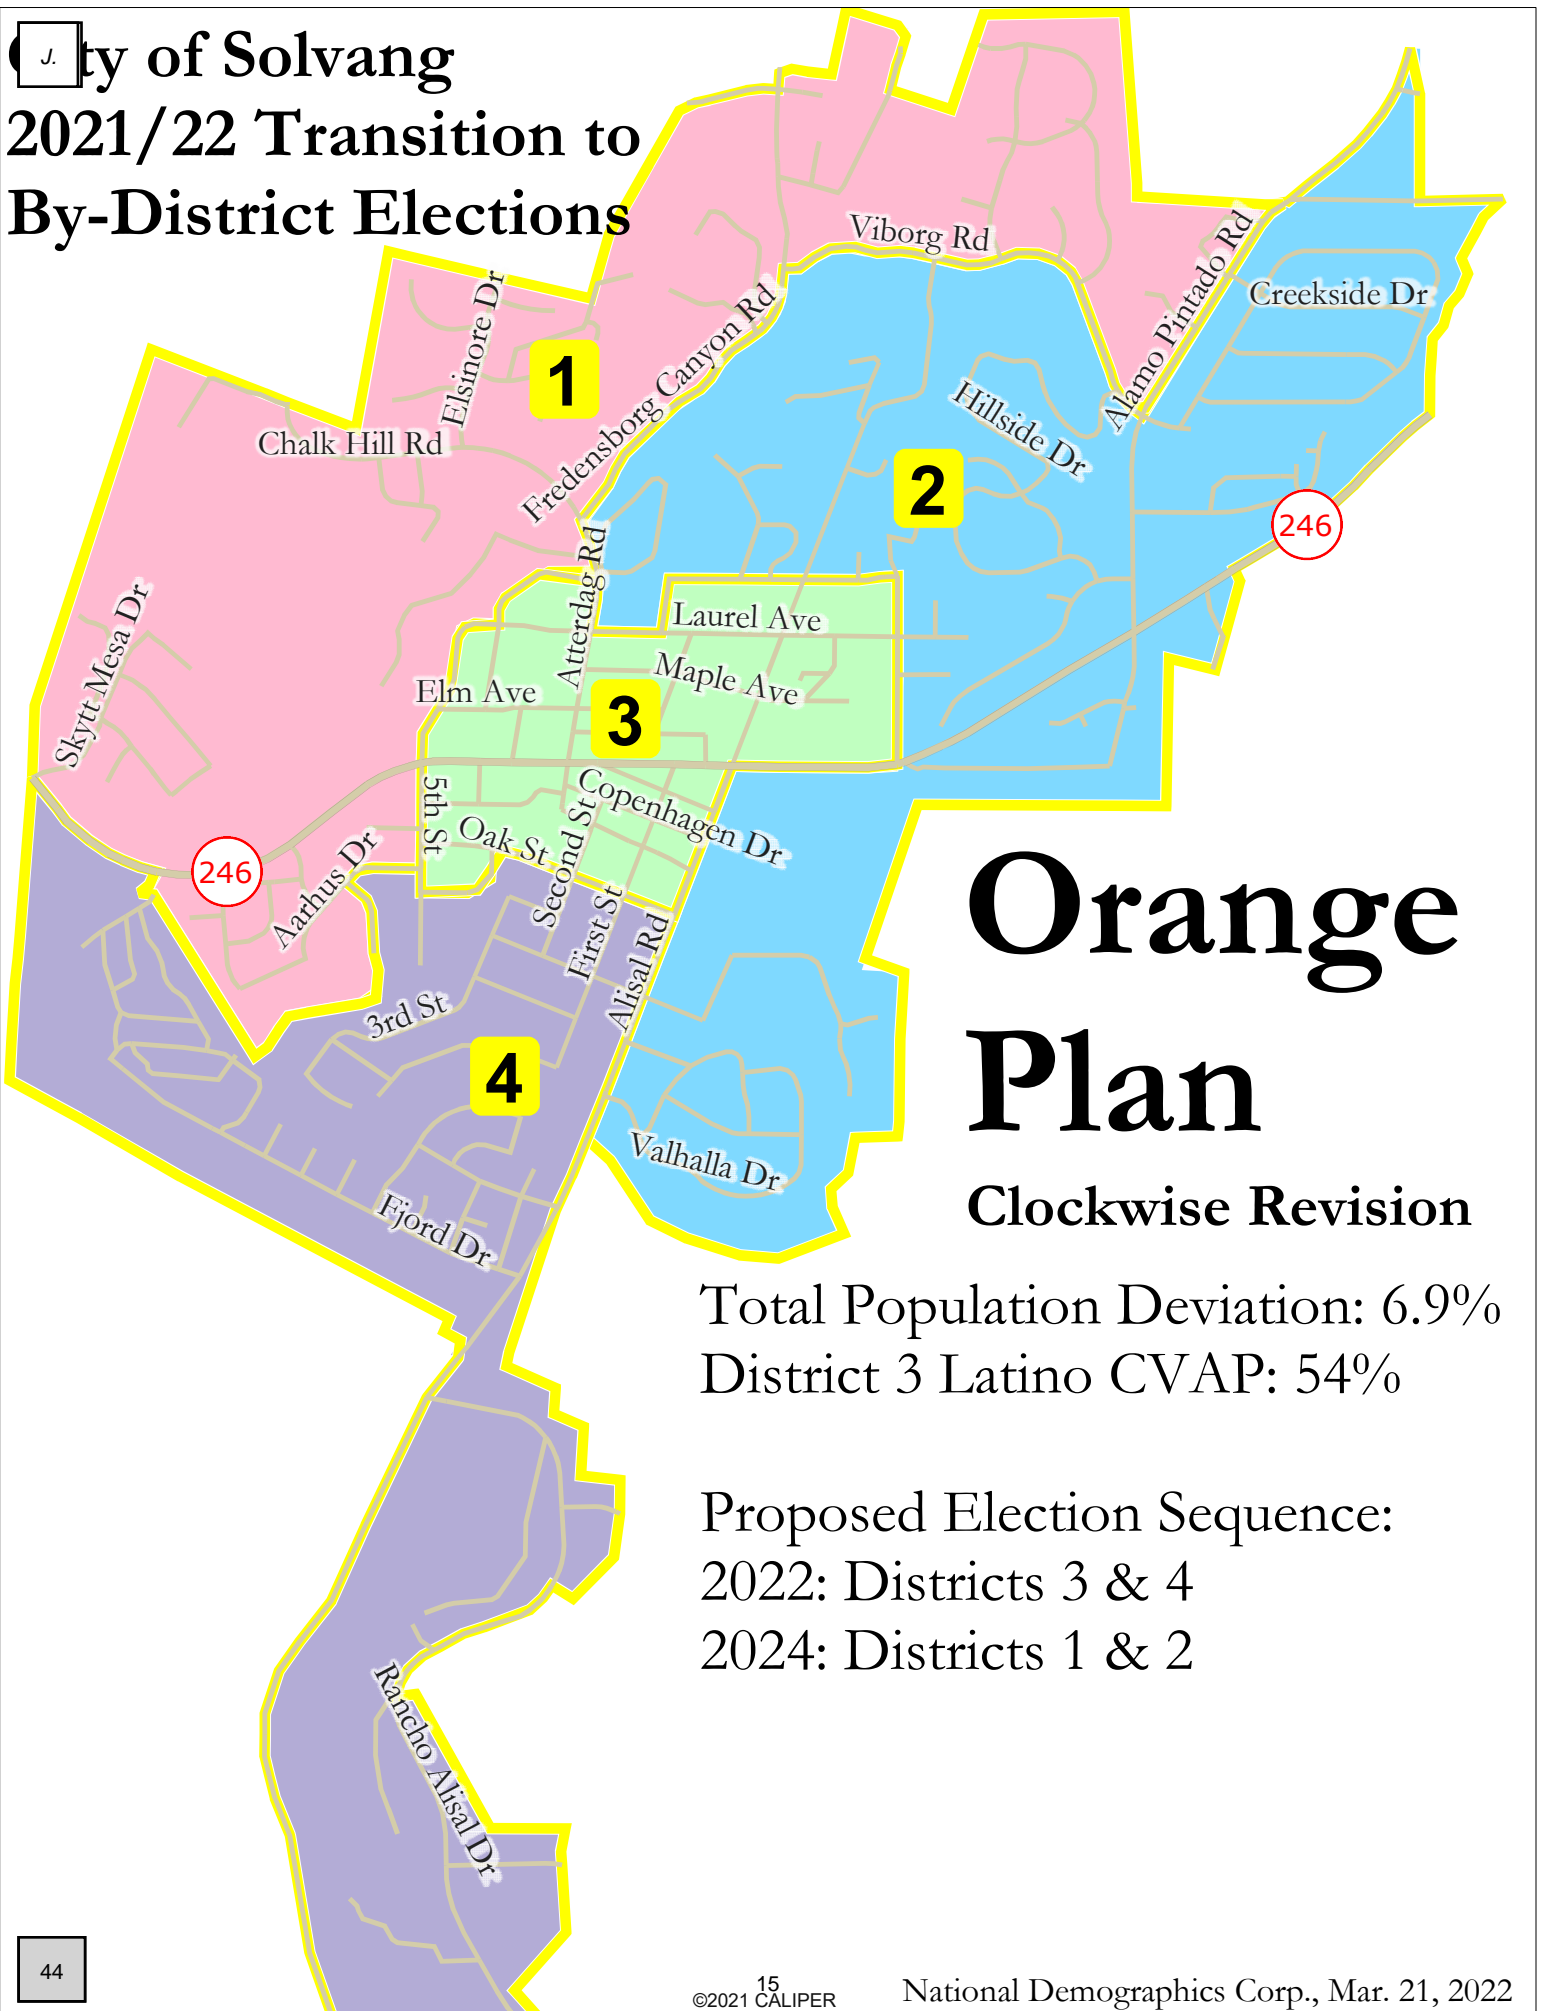 J.
ty of Solvang
2021/22 Transition to
By-District Elections
Viborg Rd
Creekside Dr
Alamo Pintado Rd
Elsinore Dr
Fredensborg Canyon Rd
1
Chalk Hill Rd
Hillside Dr
2
246
Atterdag Rd
Skytt Mesa Dr
Laurel Ave
Maple Ave
Elm Ave
3
5th St
Copenhagen Dr
Oak St
Second St
246
Aarhus Dr
First St
Alisal Rd
3rd St
4
Valhalla Dr
Fjord Dr
Rancho Alisal Dr
Orange
Plan
Clockwise Revision
Total Population Deviation: 6.9%
District 3 Latino CVAP: 54%
Proposed Election Sequence:
2022: Districts 3 & 4
2024: Districts 1 & 2
44
15
©2021 CALIPER
National Demographics Corp., Mar. 21, 2022